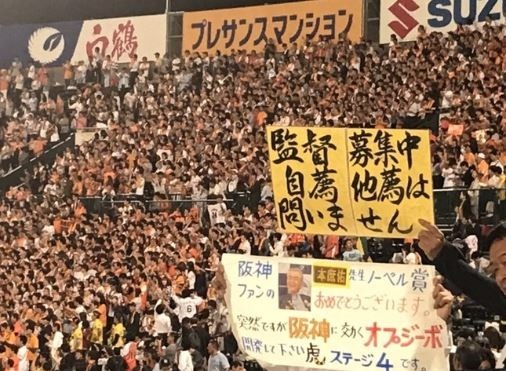 白鶴
プレサンスマンション
SUZU
監督募集中
自薦他薦は
問いません
阪神
ファンの
本庶佑先生ノーベル賞
おめでとうございます。
突然ですが阪神に効くオプジーボ
開発して下さい虎ステージ4です。
6